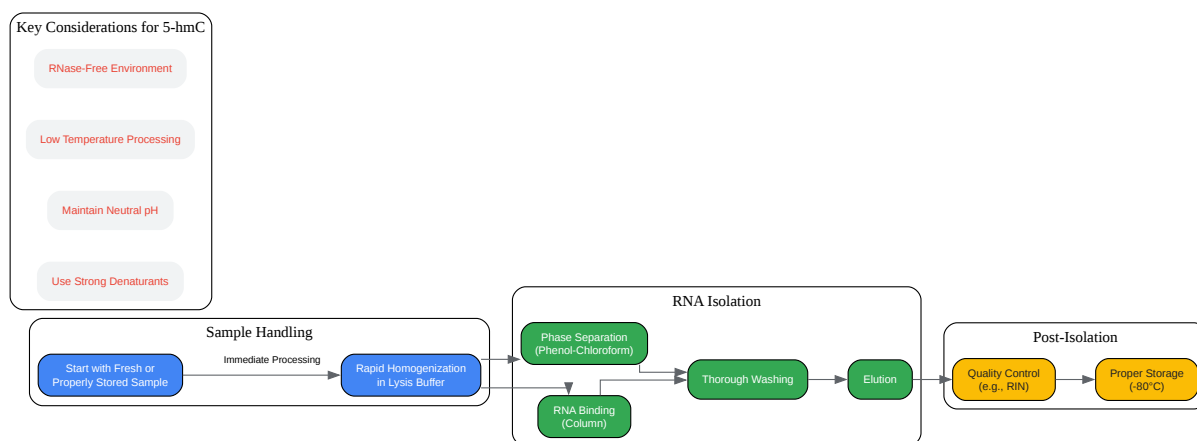 Key Considerations for 5-hmC
RNase-Free Environment
Low Temperature Processing
Maintain Neutral pH
Use Strong Denaturants
Sample Handling
Start with Fresh or
Properly Stored Sample
Immediate Processing
Rapid Homogenization
in Lysis Buffer
RNA Isolation
Phase Separation
(Phenol-Chloroform)
RNA Binding
(Column)
Thorough Washing
Elution
Post-Isolation
Quality Control
(e.g., RIN)
Proper Storage
(-80°C)